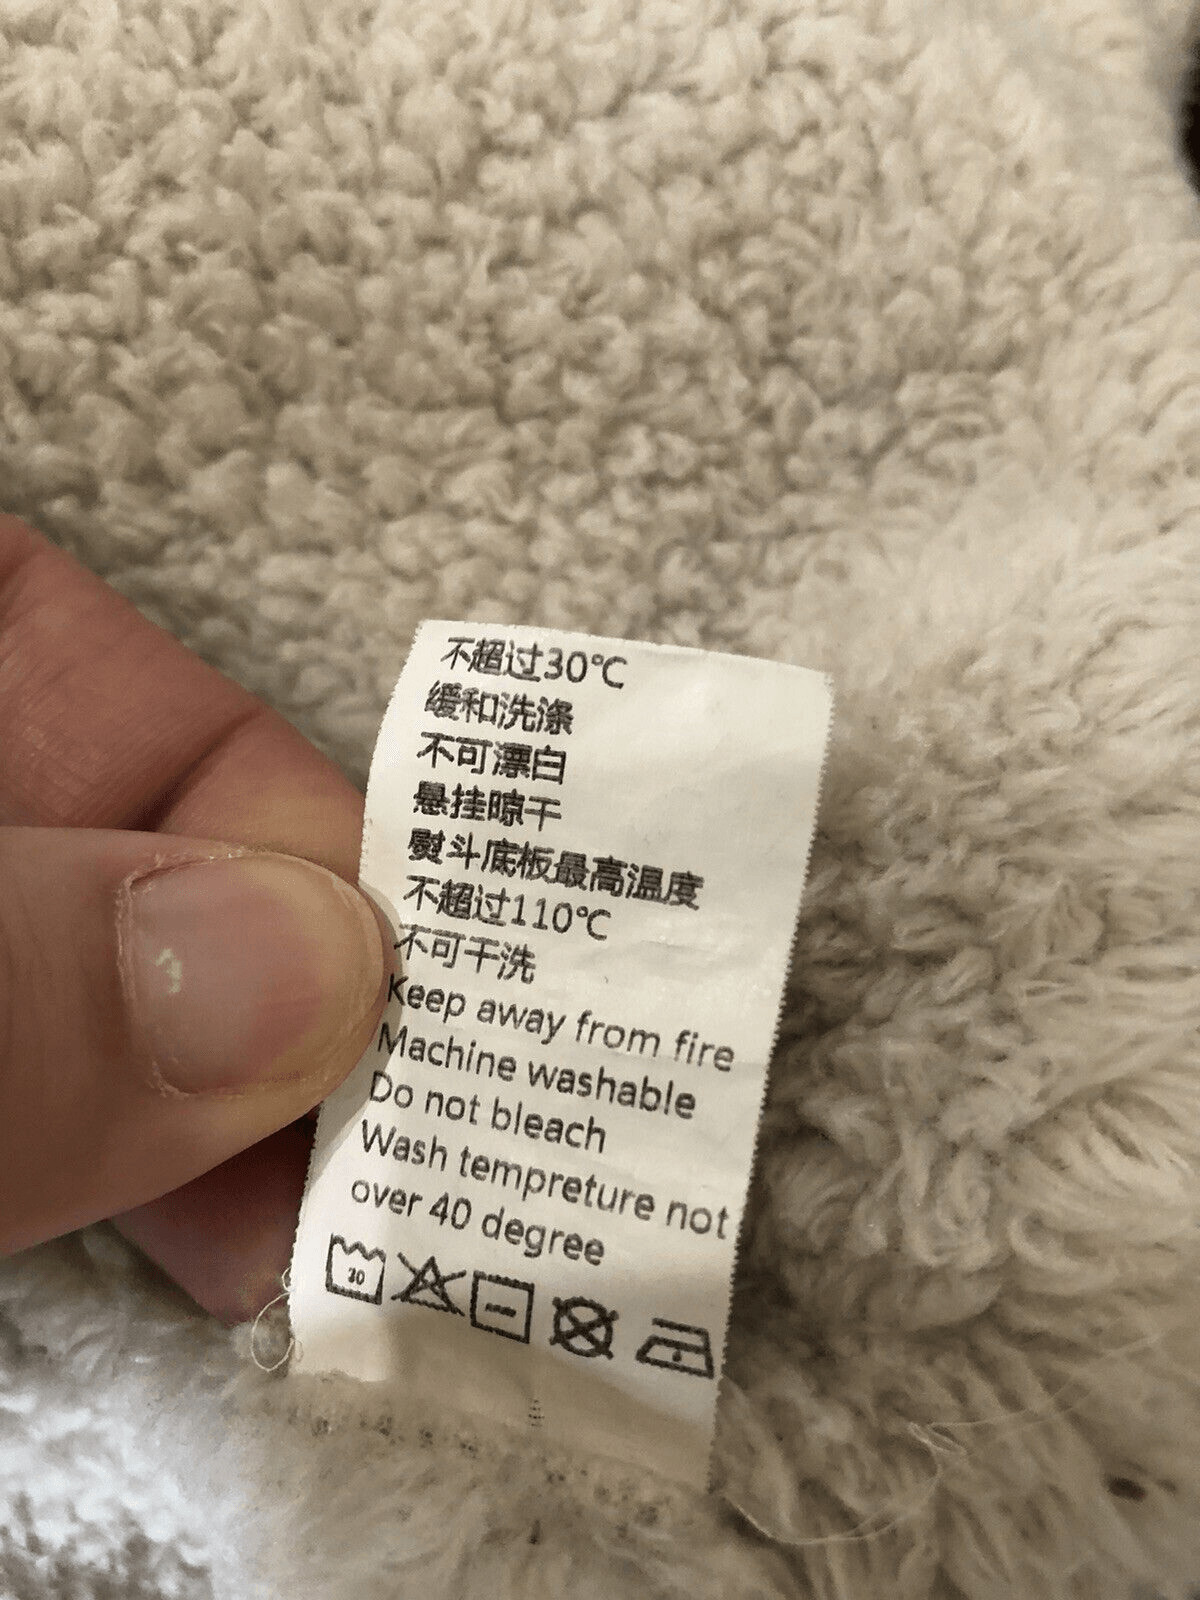 不超过30℃
缓和洗涤
不可漂白
悬挂晾干
熨斗底板最高温度
不超过110℃
不可干洗
Keep away from fire
Machine washable
Do not bleach
Wash tempreture not
over 40 degree
30